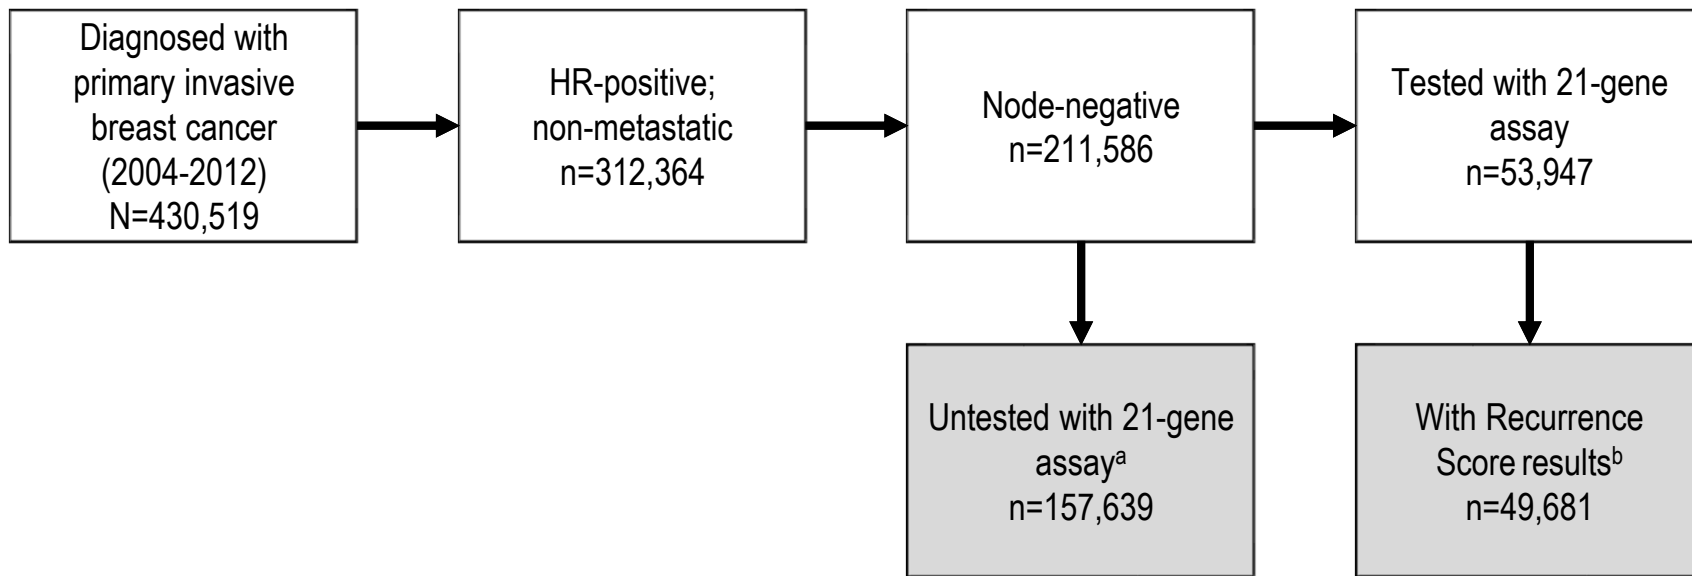 Diagnosed with
primary invasive
breast cancer
(2004-2012)
N=430,519
HR-positive;
non-metastatic
n=312,364
Node-negative
n=211,586
Tested with 21-gene
assay
n=53,947
Untested with 21-gene
assayᵃ
n=157,639
With Recurrence
Score resultsᵇ
n=49,681